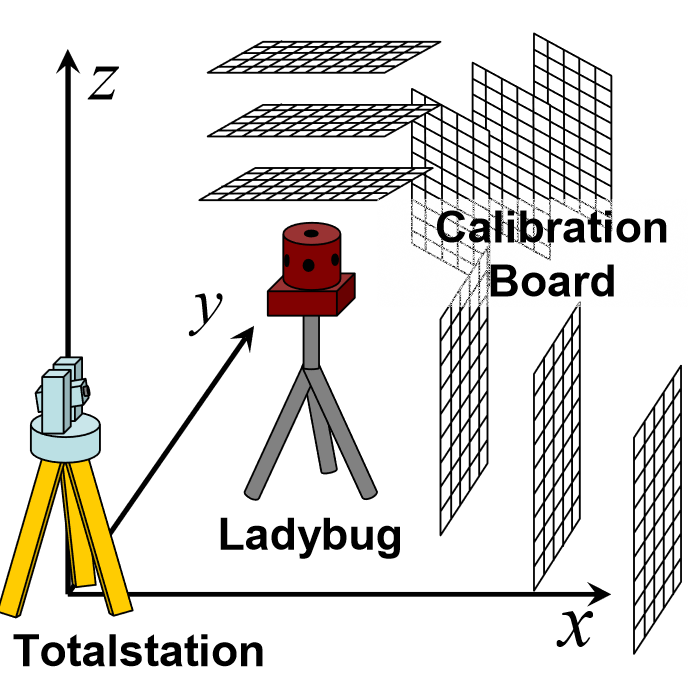 z
Calibration
Board
y
Ladybug
x
Totalstation